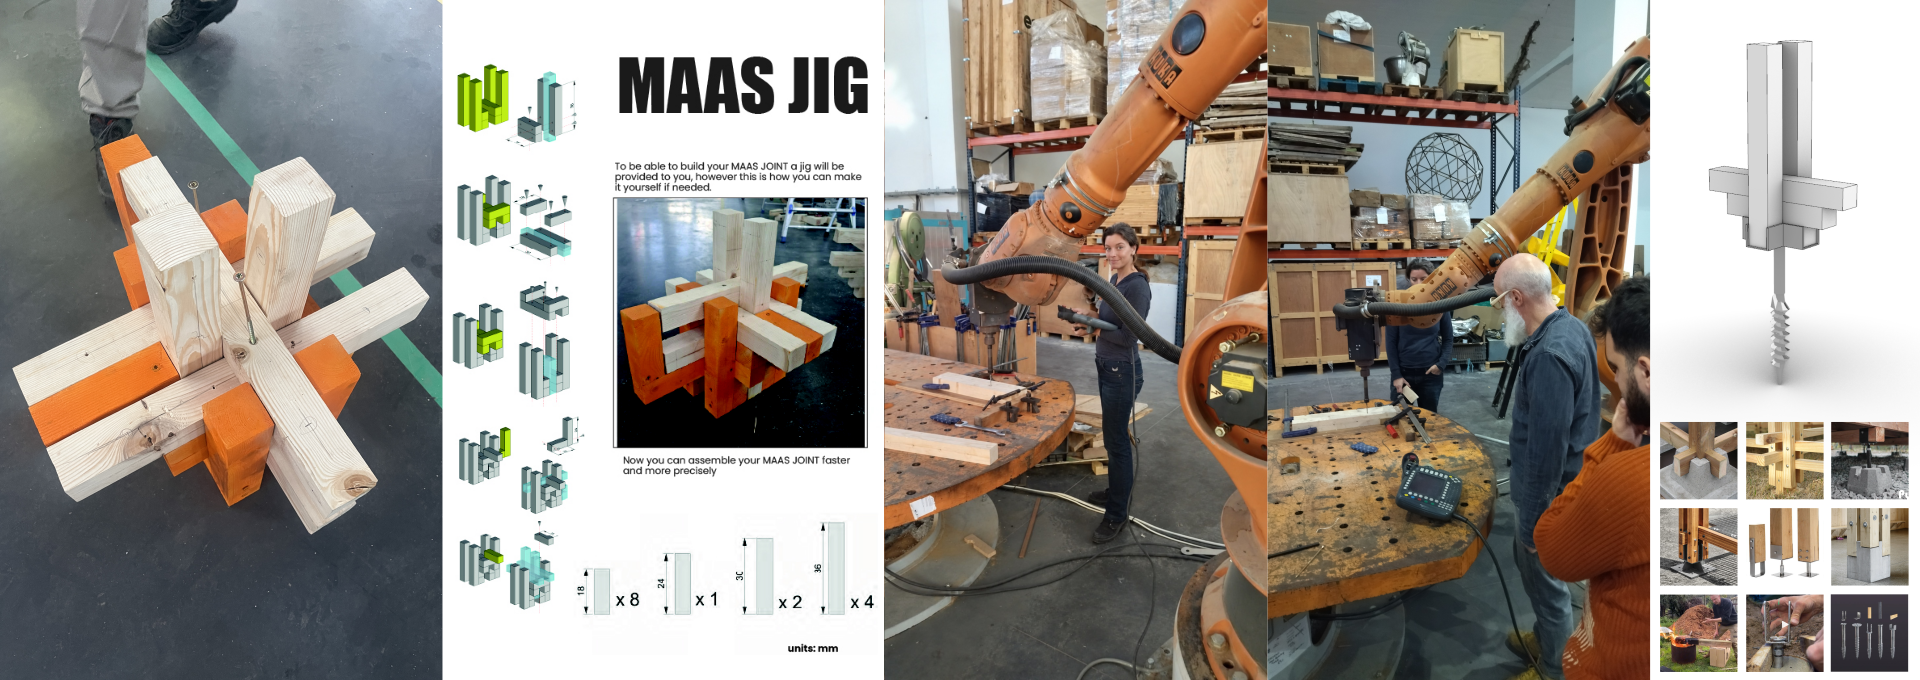 MAAS JIG
To be able to build your MAAS JOINT a jig will be
provided to you, however this is how you can make
it yourself if needed.
Now you can assemble your MAAS JOINT faster
and more precisely
18
x 8
24
x 1
30
x 2
36
x 4
units: mm
KUKA